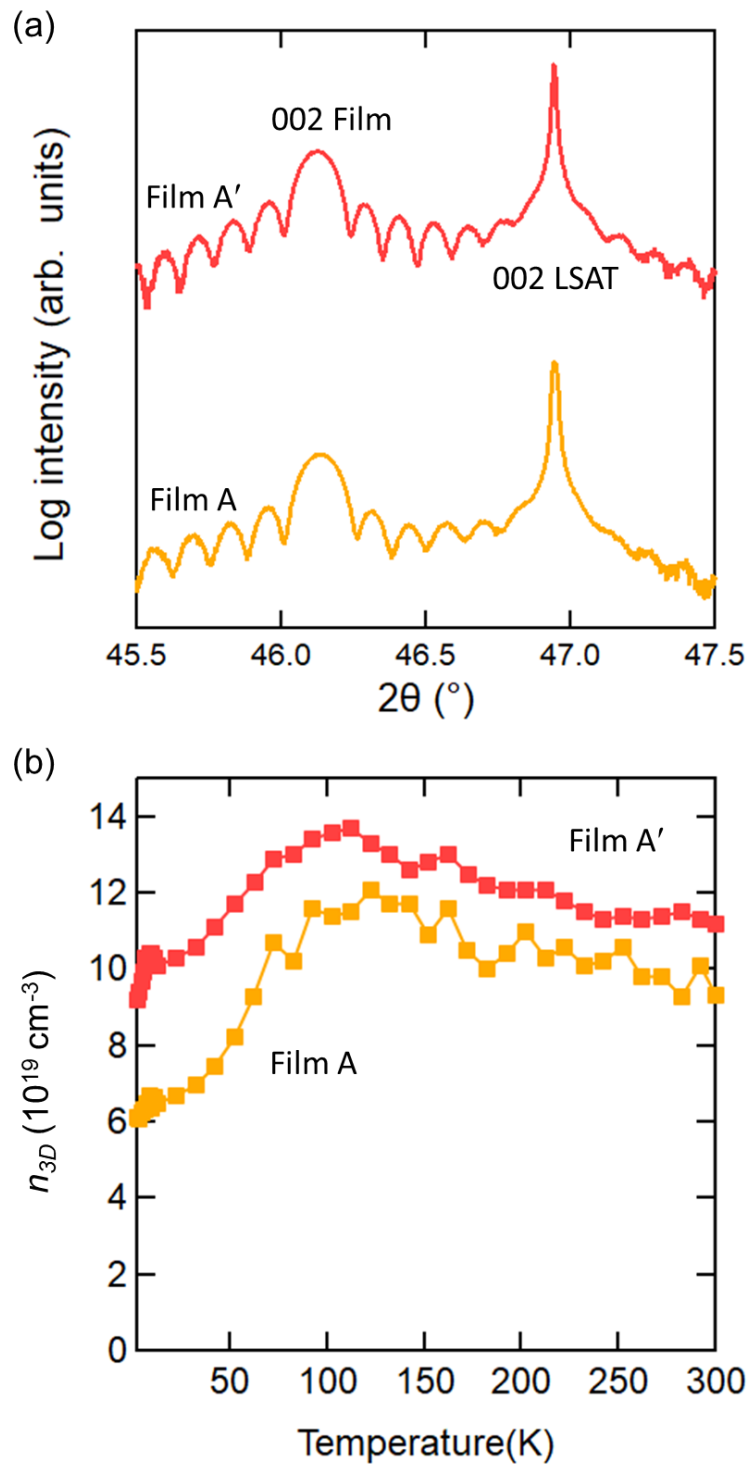 (a)
002 Film
Film A′
002 LSAT
Film A
Log intensity (arb. units)
45.5 46.0 46.5 47.0 47.5
2θ (°)
(b)
14
12
10
8
6
4
2
0
Film A′
Film A
n3D (10¹⁹ cm⁻³)
50 100 150 200 250 300
Temperature(K)